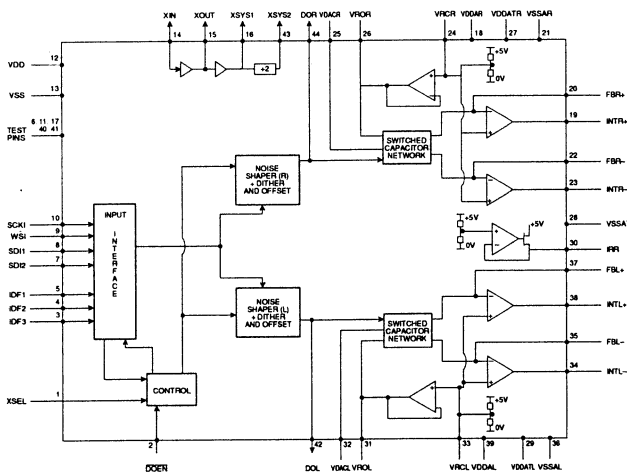 XIN XOUT XSYS1 XSYS2 DOR VDACR VROR VRCR VDDAR VDDATR VSSAR
14 15 16 43 44 25 26 24 18 27 21
VDD 12
VSS 13
6 11 17
TEST 40 41
PINS
÷2
+5V
0V
20 FBR+
19 INTR+
22 FBR−
23 INTR−
SWITCHED
CAPACITOR
NETWORK
NOISE
SHAPER (R)
+ DITHER
AND OFFSET
SCKI 10
WSI 9
SDI1 8
SDI2 7
IDF1 5
IDF2 4
IDF3 3
INPUT
INTERFACE
+5V
+5V
0V
28 VSSA
30 IRR
37 FBL+
38 INTL+
35 FBL−
34 INTL−
NOISE
SHAPER (L)
+ DITHER
AND OFFSET
SWITCHED
CAPACITOR
NETWORK
XSEL 1
CONTROL
+5V
0V
2 42 32 31 33 39 29 36
DOEN DOL VDACL VROL VRCL VDDAL VDDATL VSSAL